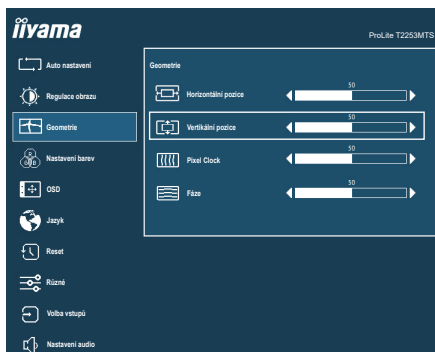 iiyama
ProLite T2253MTS
Auto nastavení
Regulace obrazu
Geometrie
Nastavení barev
R
G B
OSD
Jazyk
Reset
Různé
Volba vstupů
Nastavení audio
Geometrie
Horizontální pozice
50
Vertikální pozice
50
Pixel Clock
50
Fáze
50